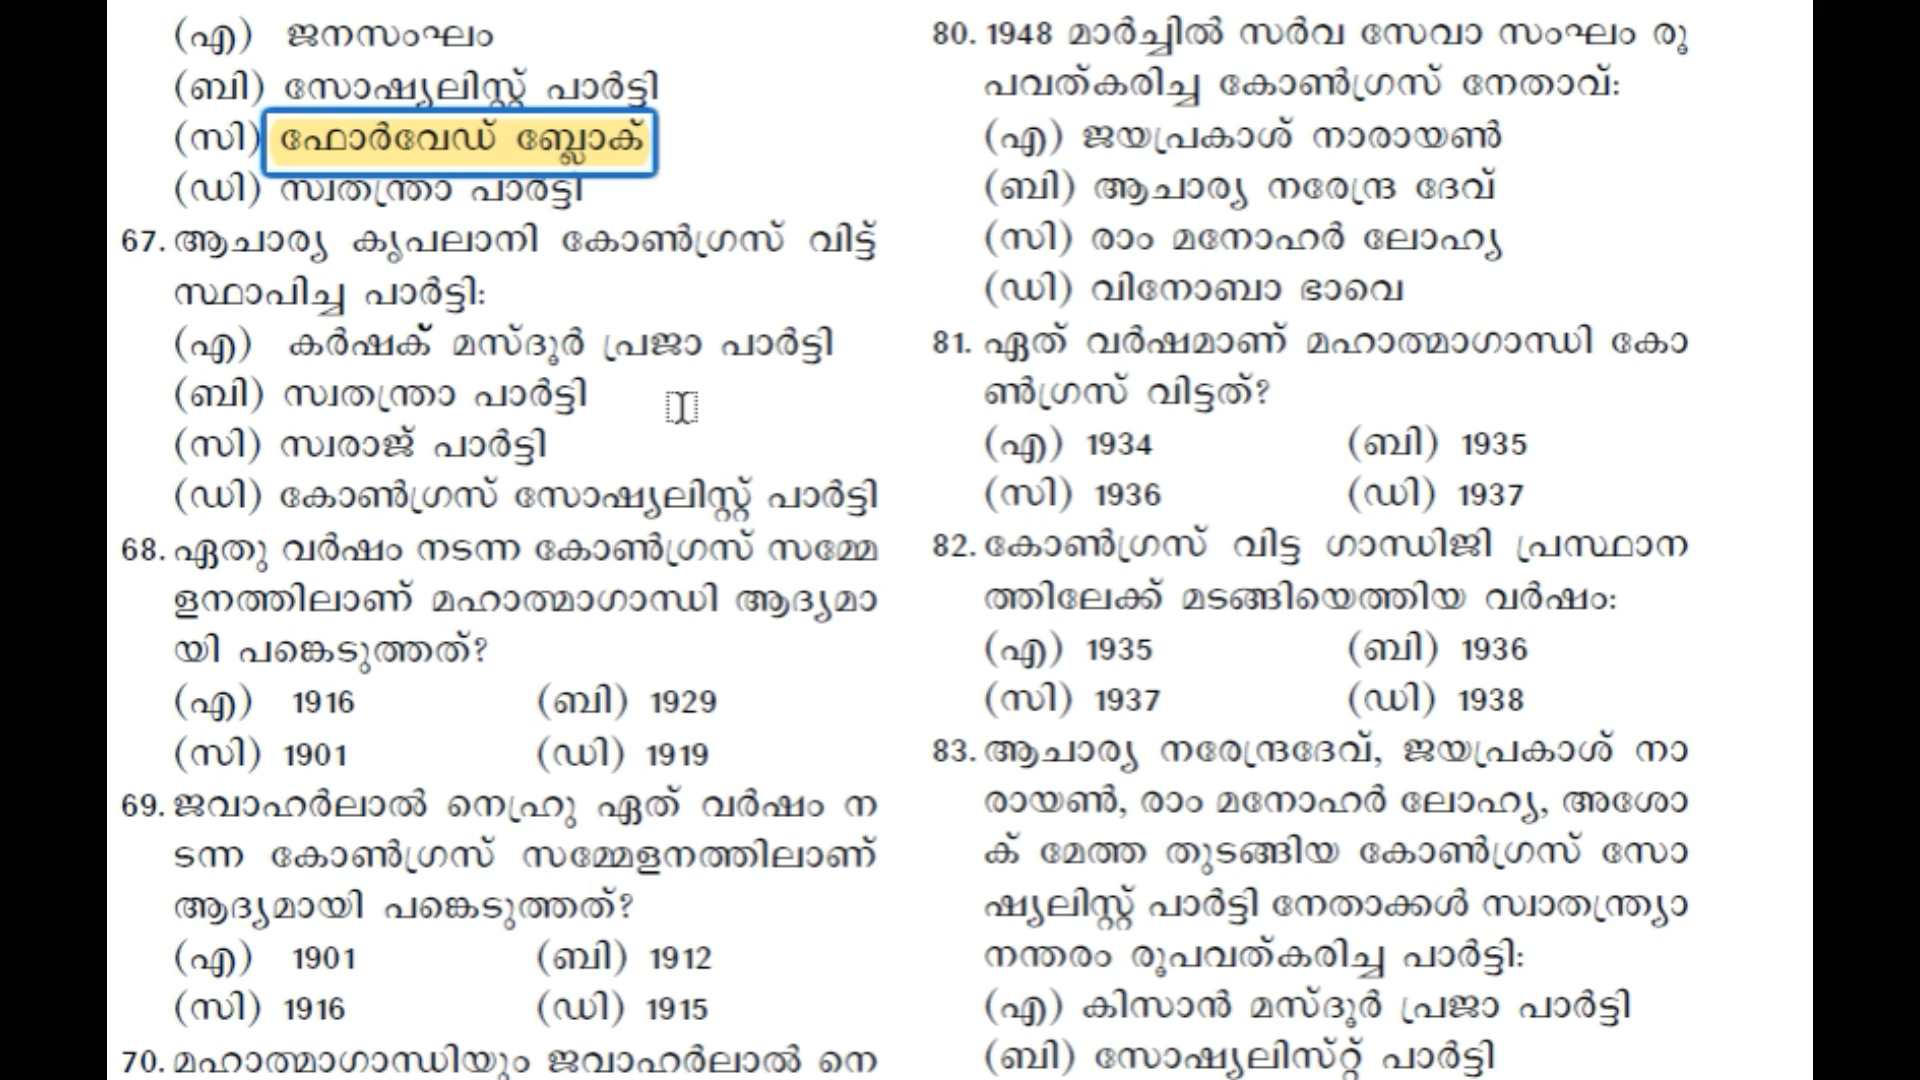 (എ) ജനസംഘം
(ബി) സോഷ്യലിസ്റ്റ് പാർട്ടി
(സി) ഫോർവേഡ് ബ്ലോക്
(ഡി) സ്വതന്ത്രാ പാർട്ടി
67. ആചാര്യ കൃപലാനി കോൺഗ്രസ് വിട്ട്
സ്ഥാപിച്ച പാർട്ടി:
(എ) കർഷക് മസ്ദൂർ പ്രജാ പാർട്ടി
(ബി) സ്വതന്ത്രാ പാർട്ടി
(സി) സ്വരാജ് പാർട്ടി
(ഡി) കോൺഗ്രസ് സോഷ്യലിസ്റ്റ് പാർട്ടി
68. ഏതു വർഷം നടന്ന കോൺഗ്രസ് സമ്മേ
ളനത്തിലാണ് മഹാത്മാഗാന്ധി ആദ്യമാ
യി പങ്കെടുത്തത്?
(എ) 1916 (ബി) 1929
(സി) 1901 (ഡി) 1919
69. ജവാഹർലാൽ നെഹ്രു ഏത് വർഷം ന
ടന്ന കോൺഗ്രസ് സമ്മേളനത്തിലാണ്
ആദ്യമായി പങ്കെടുത്തത്?
(എ) 1901 (ബി) 1912
(സി) 1916 (ഡി) 1915
70. മഹാത്മാഗാന്ധിയും ജവാഹർലാൽ നെ
80. 1948 മാർച്ചിൽ സർവ സേവാ സംഘം രൂ
പവത്കരിച്ച കോൺഗ്രസ് നേതാവ്:
(എ) ജയപ്രകാശ് നാരായൺ
(ബി) ആചാര്യ നരേന്ദ്ര ദേവ്
(സി) രാം മനോഹർ ലോഹ്യ
(ഡി) വിനോബാ ഭാവെ
81. ഏത് വർഷമാണ് മഹാത്മാഗാന്ധി കോ
ൺഗ്രസ് വിട്ടത്?
(എ) 1934 (ബി) 1935
(സി) 1936 (ഡി) 1937
82. കോൺഗ്രസ് വിട്ട ഗാന്ധിജി പ്രസ്ഥാന
ത്തിലേക്ക് മടങ്ങിയെത്തിയ വർഷം:
(എ) 1935 (ബി) 1936
(സി) 1937 (ഡി) 1938
83. ആചാര്യ നരേന്ദ്രദേവ്, ജയപ്രകാശ് നാ
രായൺ, രാം മനോഹർ ലോഹ്യ, അശോ
ക് മേത്ത തുടങ്ങിയ കോൺഗ്രസ് സോ
ഷ്യലിസ്റ്റ് പാർട്ടി നേതാക്കൾ സ്വാതന്ത്ര്യാ
നന്തരം രൂപവത്കരിച്ച പാർട്ടി:
(എ) കിസാൻ മസ്ദൂർ പ്രജാ പാർട്ടി
(ബി) സോഷ്യലിസ്റ്റ് പാർട്ടി